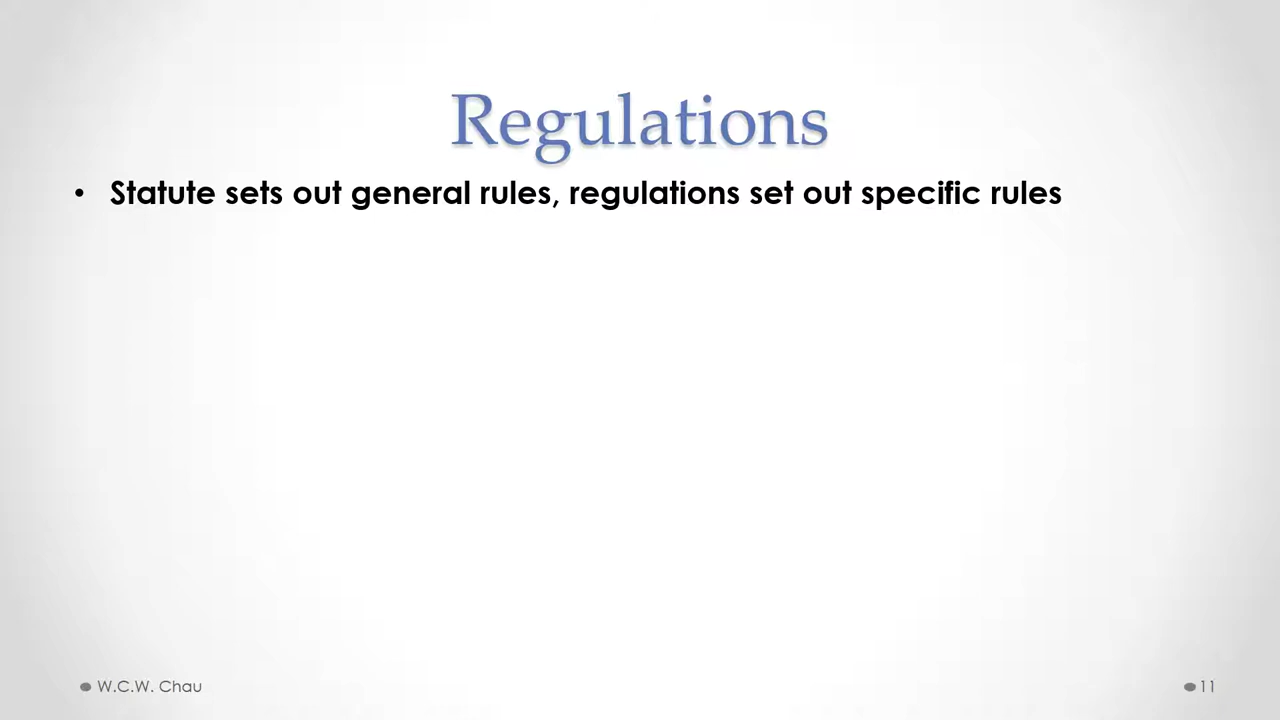 Regulations
• Statute sets out general rules, regulations set out specific rules
W.C.W. Chau
11